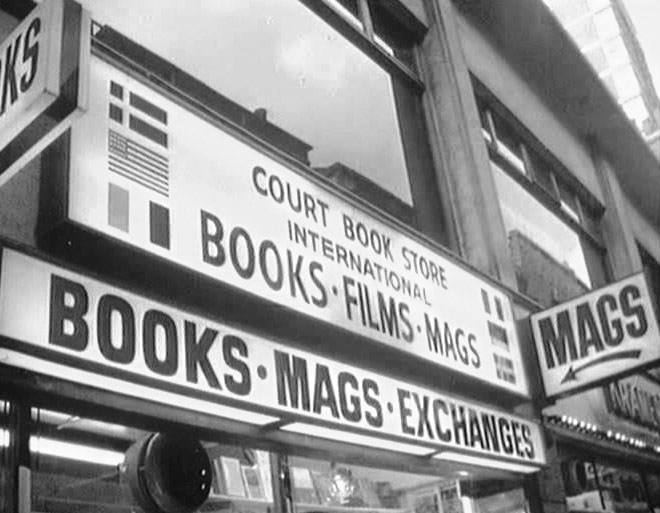 KS
COURT BOOK STORE
INTERNATIONAL
BOOKS · FILMS · MAGS
BOOKS · MAGS · EXCHANGES
MAGS